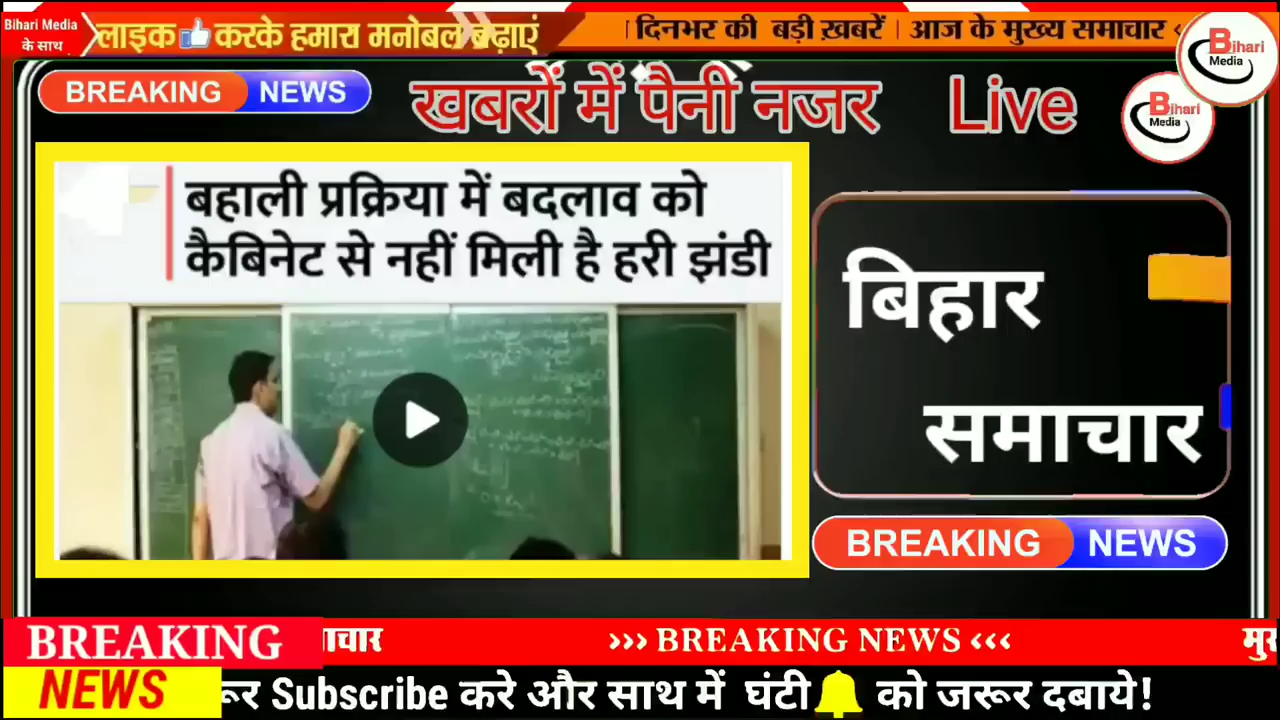 Bihari Media
के साथ
लाइक करके हमारा मनोबल बढ़ाएं
दिनभर की बड़ी ख़बरें | आज के मुख्य समाचार
Bihari
Media
BREAKING NEWS
खबरों में पैनी नजर Live
Bihari
Media
बहाली प्रक्रिया में बदलाव को
कैबिनेट से नहीं मिली है हरी झंडी
बिहार
समाचार
BREAKING NEWS
BREAKING
NEWS
››› BREAKING NEWS ‹‹‹
Subscribe करे और साथ में घंटी को जरूर दबाये!